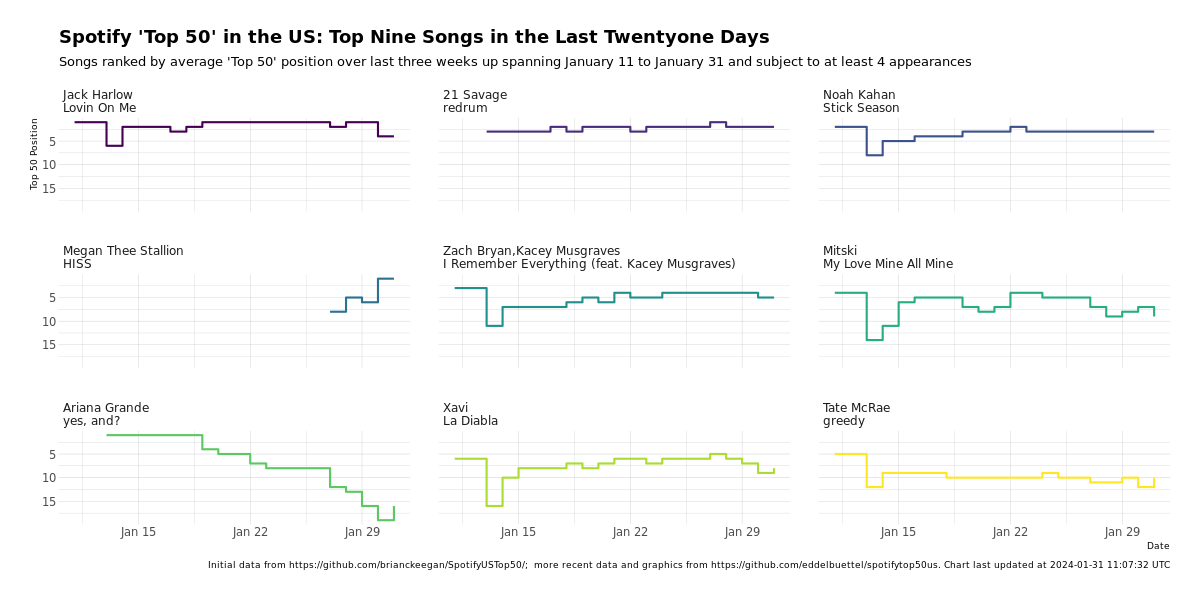 Spotify 'Top 50' in the US: Top Nine Songs in the Last Twentyone Days
Songs ranked by average 'Top 50' position over last three weeks up spanning January 11 to January 31 and subject to at least 4 appearances
Jack Harlow
Lovin On Me
21 Savage
redrum
Noah Kahan
Stick Season
Top 50 Position
5
10
15
Megan Thee Stallion
HISS
Zach Bryan,Kacey Musgraves
I Remember Everything (feat. Kacey Musgraves)
Mitski
My Love Mine All Mine
5
10
15
Ariana Grande
yes, and?
Xavi
La Diabla
Tate McRae
greedy
5
10
15
Jan 15 Jan 22 Jan 29
Jan 15 Jan 22 Jan 29
Jan 15 Jan 22 Jan 29
Date
Initial data from https://github.com/brianckeegan/SpotifyUSTop50/;  more recent data and graphics from https://github.com/eddelbuettel/spotifytop50us. Chart last updated at 2024-01-31 11:07:32 UTC